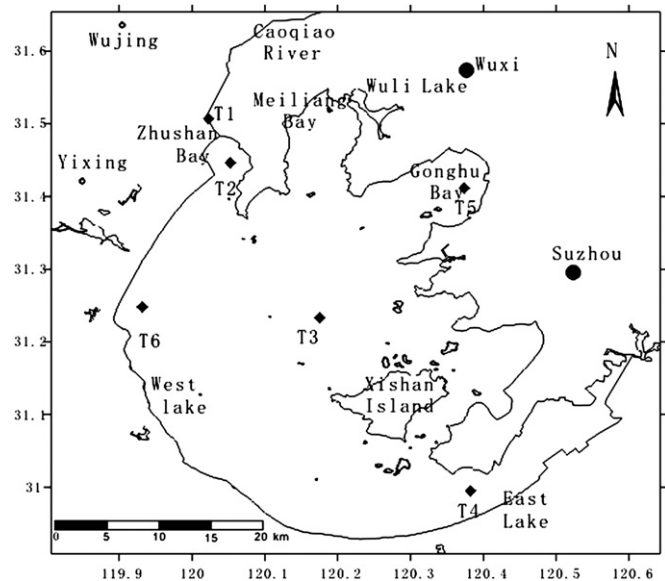 31.6
31.5
31.4
31.3
31.2
31.1
31
Wujing
Caoqiao
River
N
Wuxi
Wuli Lake
Meiliang
Bay
T1
Zhushan
Bay
Yixing
T2
Gonghu
Bay
T5
Suzhou
T6
T3
West
lake
Xishan
Island
T4
East
Lake
0 5 10 15 20
km
119.9 120 120.1 120.2 120.3 120.4 120.5 120.6